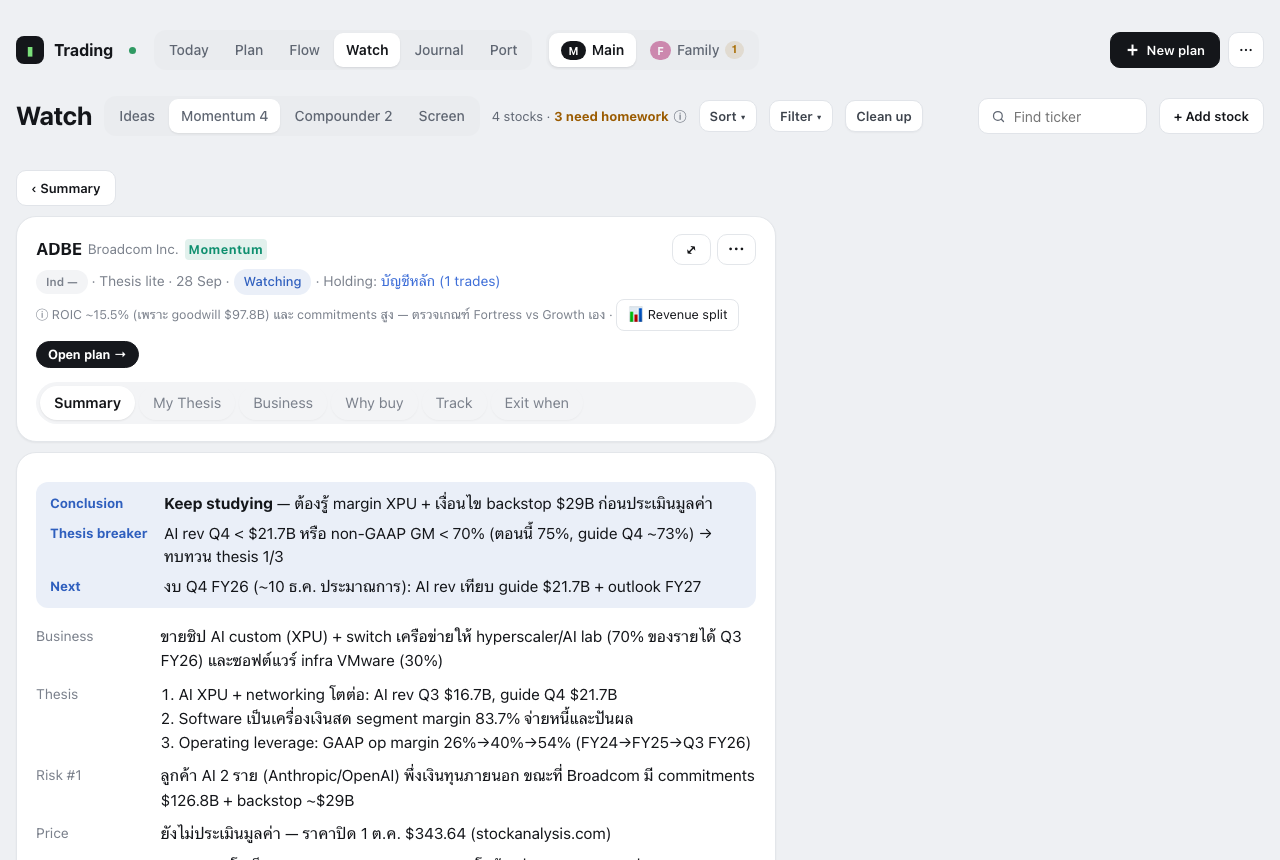 Trading Today Plan Flow Watch Journal Port M Main F Family 1 + New plan ...
Watch Ideas Momentum 4 Compounder 2 Screen 4 stocks · 3 need homework ⓘ Sort ▾ Filter ▾ Clean up Find ticker + Add stock
‹ Summary
ADBE Broadcom Inc. Momentum
Ind — · Thesis lite · 28 Sep · Watching · Holding: บัญชีหลัก (1 trades)
ⓘ ROIC ~15.5% (เพราะ goodwill $97.8B) และ commitments สูง — ตรวจเกณฑ์ Fortress vs Growth เอง · Revenue split
Open plan →
Summary My Thesis Business Why buy Track Exit when
Conclusion Keep studying — ต้องรู้ margin XPU + เงื่อนไข backstop $29B ก่อนประเมินมูลค่า
Thesis breaker AI rev Q4 < $21.7B หรือ non-GAAP GM < 70% (ตอนนี้ 75%, guide Q4 ~73%) →
ทบทวน thesis 1/3
Next งบ Q4 FY26 (~10 ธ.ค. ประมาณการ): AI rev เทียบ guide $21.7B + outlook FY27
Business ขายชิป AI custom (XPU) + switch เครือข่ายให้ hyperscaler/AI lab (70% ของรายได้ Q3
FY26) และซอฟต์แวร์ infra VMware (30%)
Thesis 1. AI XPU + networking โตต่อ: AI rev Q3 $16.7B, guide Q4 $21.7B
2. Software เป็นเครื่องเงินสด segment margin 83.7% จ่ายหนี้และปันผล
3. Operating leverage: GAAP op margin 26%→40%→54% (FY24→FY25→Q3 FY26)
Risk #1 ลูกค้า AI 2 ราย (Anthropic/OpenAI) พึ่งเงินทุนภายนอก ขณะที่ Broadcom มี commitments
$126.8B + backstop ~$29B
Price ยังไม่ประเมินมูลค่า — ราคาปิด 1 ต.ค. $343.64 (stockanalysis.com)